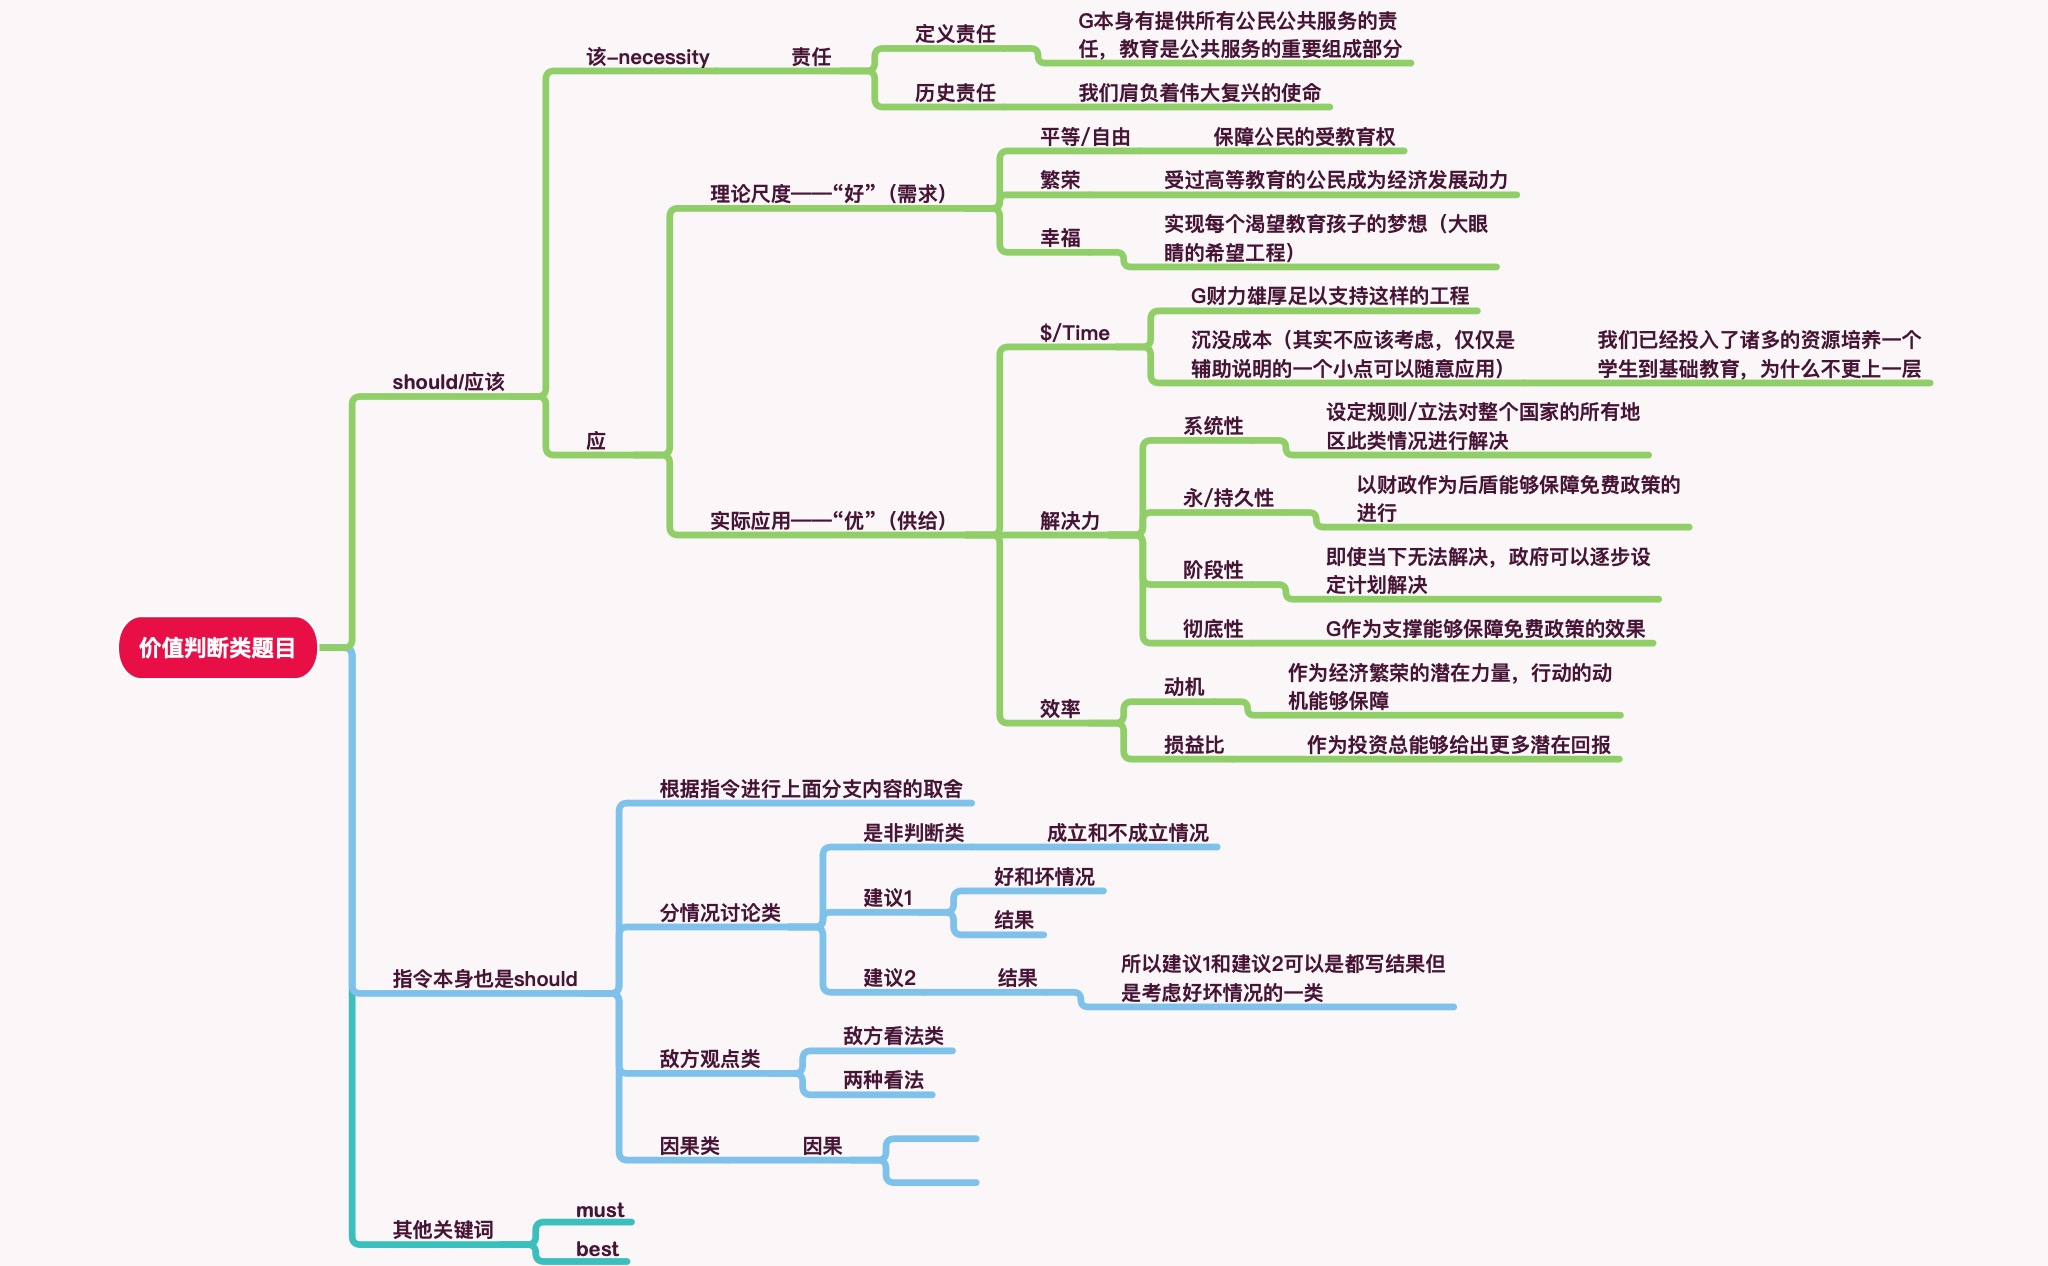 价值判断类题目
should/应该
该–necessity
责任
定义责任
G本身有提供所有公民公共服务的责
任，教育是公共服务的重要组成部分
历史责任
我们肩负着伟大复兴的使命
应
理论尺度——“好”（需求）
平等/自由
保障公民的受教育权
繁荣
受过高等教育的公民成为经济发展动力
幸福
实现每个渴望教育孩子的梦想（大眼
睛的希望工程）
实际应用——“优”（供给）
$/Time
G财力雄厚足以支持这样的工程
沉没成本（其实不应该考虑，仅仅是
辅助说明的一个小点可以随意应用）
我们已经投入了诸多的资源培养一个
学生到基础教育，为什么不更上一层
解决力
系统性
设定规则/立法对整个国家的所有地
区此类情况进行解决
永/持久性
以财政作为后盾能够保障免费政策的
进行
阶段性
即使当下无法解决，政府可以逐步设
定计划解决
彻底性
G作为支撑能够保障免费政策的效果
效率
动机
作为经济繁荣的潜在力量，行动的动
机能够保障
损益比
作为投资总能够给出更多潜在回报
指令本身也是should
根据指令进行上面分支内容的取舍
分情况讨论类
是非判断类
成立和不成立情况
建议1
好和坏情况
结果
建议2
结果
所以建议1和建议2可以是都写结果但
是考虑好坏情况的一类
敌方观点类
敌方看法类
两种看法
因果类
因果
其他关键词
must
best